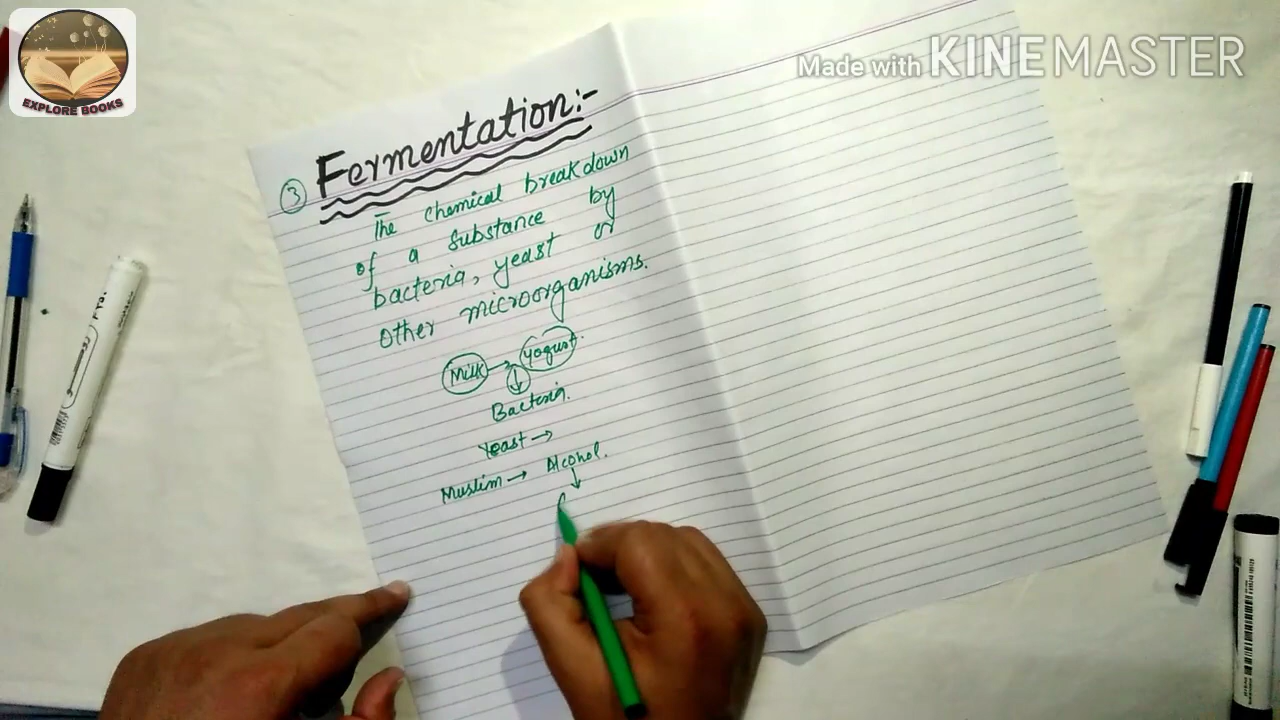 EXPLORE BOOKS
Made with KINEMASTER
③ Fermentation:-
The chemical breakdown
of a substance by
bacteria, yeast or
other microorganisms.
Milk → Yogust.
↓
Bacteria.
Yeast →
Muslim → Alcohol.
↓